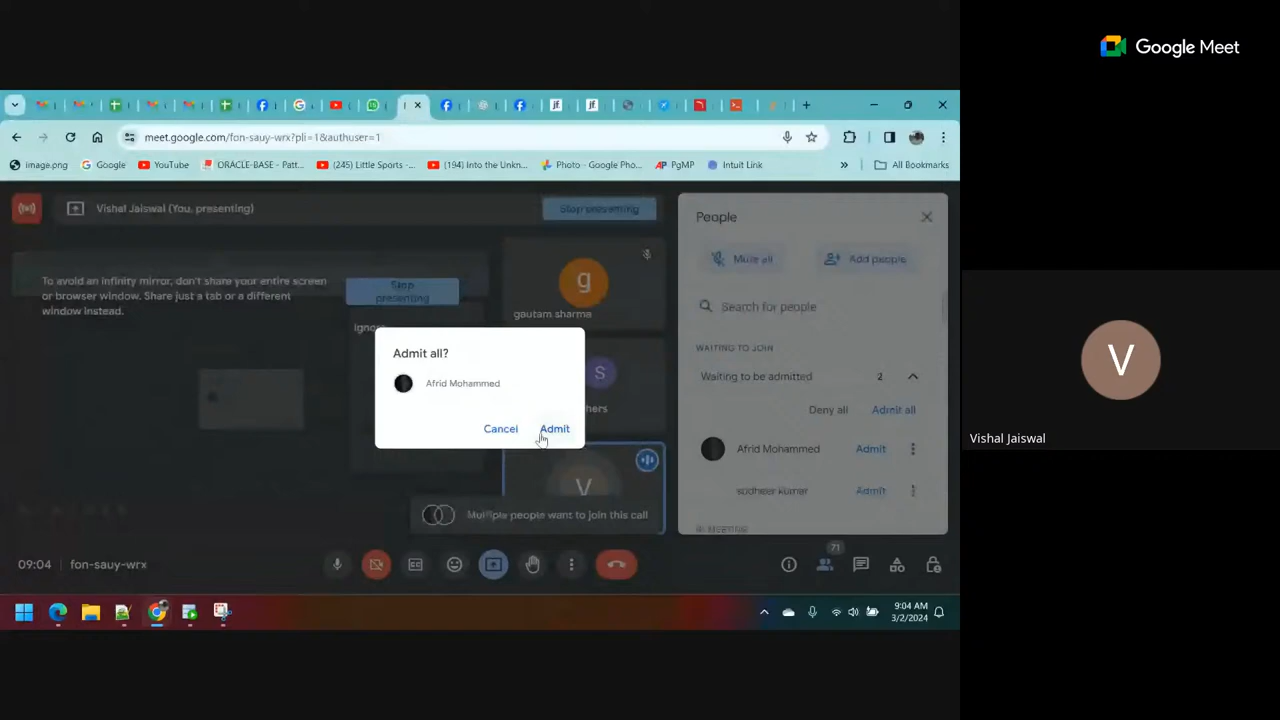 Google Meet
meet.google.com/fon-sauy-wrx?pli=1&authuser=1
image.png
Google
YouTube
ORACLE-BASE - Patt...
(245) Little Sports -...
(194) Into the Unkn...
Photo - Google Pho...
PgMP
Intuit Link
»
All Bookmarks
Vishal Jaiswal (You, presenting)
Stop presenting
People
To avoid an infinity mirror, don't share your entire screen
or browser window. Share just a tab or a different
window instead.
Stop
presenting
Ignore
g
gautam sharma
Mute all
Add people
Search for people
WAITING TO JOIN
Waiting to be admitted
2
Deny all
Admit all
Afrid Mohammed
Admit
sudheer kumar
Admit
Admit all?
Afrid Mohammed
Cancel
Admit
S
hers
V
Multiple people want to join this call
09:04 | fon-sauy-wrx
71
9:04 AM
3/2/2024
V
Vishal Jaiswal